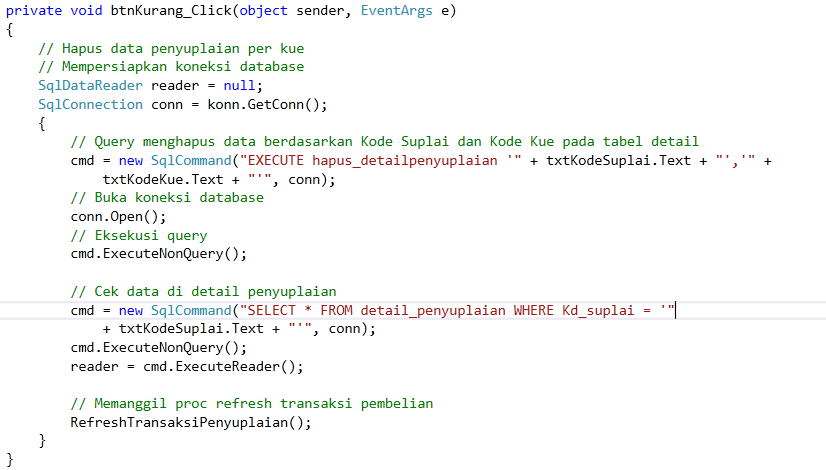 private void btnKurang_Click(object sender, EventArgs e)
{
    // Hapus data penyuplaian per kue
    // Mempersiapkan koneksi database
    SqlDataReader reader = null;
    SqlConnection conn = konn.GetConn();
    {
        // Query menghapus data berdasarkan Kode Suplai dan Kode Kue pada tabel detail
        cmd = new SqlCommand("EXECUTE hapus_detailpenyuplaian '" + txtKodeSuplai.Text + "','" +
            txtKodeKue.Text + "'", conn);
        // Buka koneksi database
        conn.Open();
        // Eksekusi query
        cmd.ExecuteNonQuery();

        // Cek data di detail penyuplaian
        cmd = new SqlCommand("SELECT * FROM detail_penyuplaian WHERE Kd_suplai = '"
            + txtKodeSuplai.Text + "'", conn);
        cmd.ExecuteNonQuery();
        reader = cmd.ExecuteReader();

        // Memanggil proc refresh transaksi pembelian
        RefreshTransaksiPenyuplaian();
    }
}